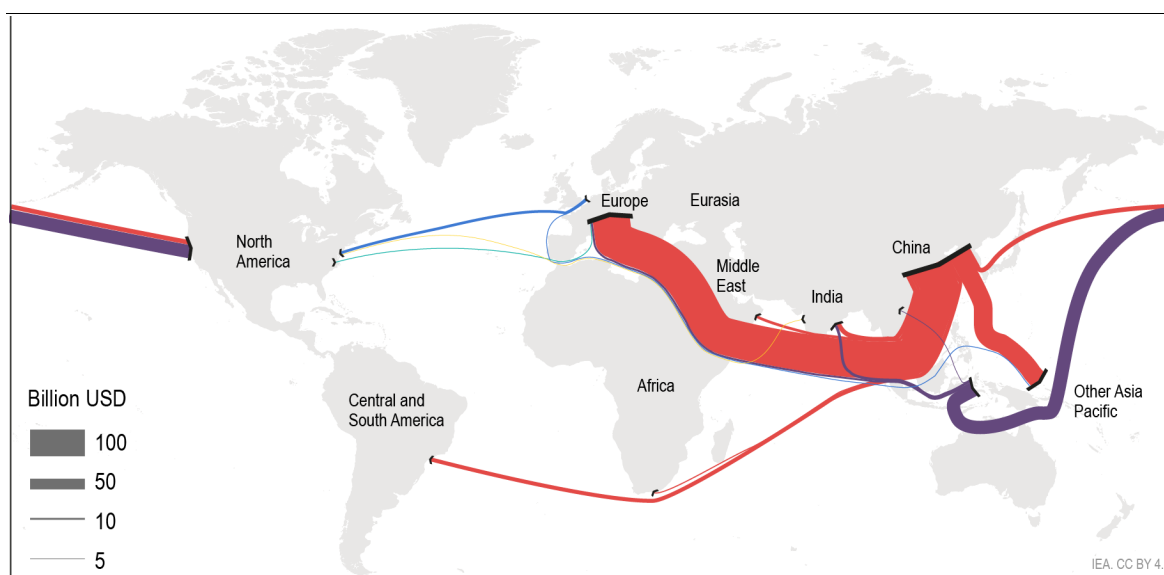 Europe
Eurasia
North
America
China
Middle
East
India
Africa
Billion USD
100
50
10
5
Central and
South America
Other Asia
Pacific
IEA. CC BY 4.